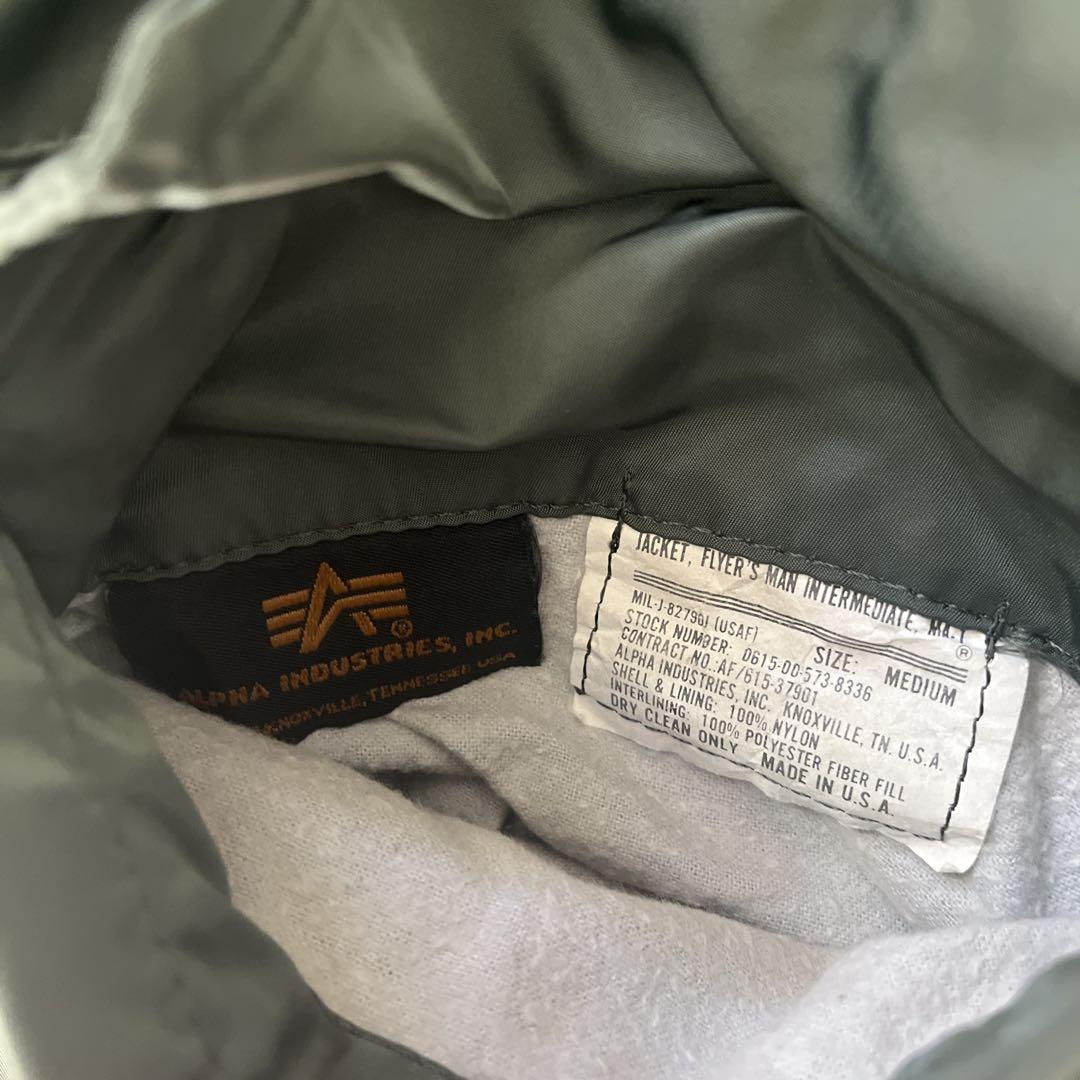 ALPHA INDUSTRIES, INC.
KNOXVILLE, TENNESSEE USA
®
JACKET, FLYER'S MAN INTERMEDIATE, MA-1
®
MIL-J-8279GJ (USAF)
SIZE: MEDIUM
STOCK NUMBER: 0615-00-573-8336
CONTRACT NO.: AF/615-37901
ALPHA INDUSTRIES, INC. KNOXVILLE, TN. U.S.A.
SHELL & LINING: 100% NYLON
INTERLINING: 100% POLYESTER FIBER FILL
DRY CLEAN ONLY
MADE IN U.S.A.